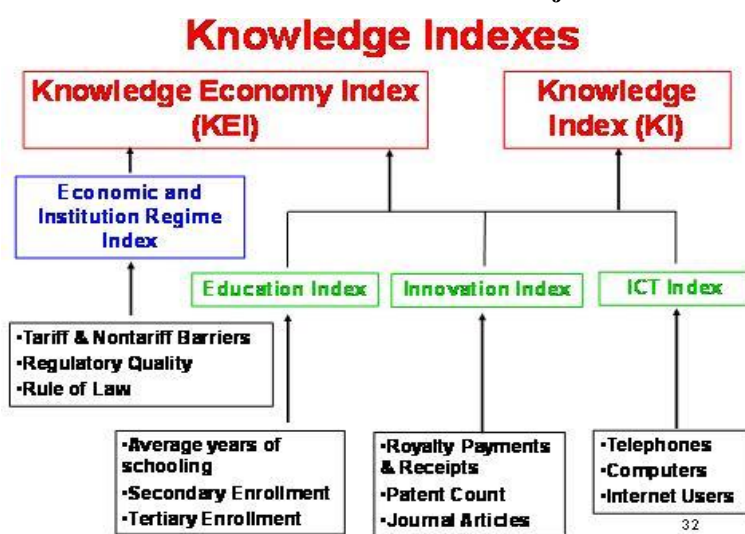 Knowledge Indexes
Knowledge Economy Index
(KEI)
Knowledge
Index (KI)
Economic and
Institution Regime
Index
Education Index
Innovation Index
ICT Index
•Tariff & Nontariff Barriers
•Regulatory Quality
•Rule of Law
•Average years of
schooling
•Secondary Enrollment
•Tertiary Enrollment
•Royalty Payments
& Receipts
•Patent Count
•Journal Articles
•Telephones
•Computers
•Internet Users
32